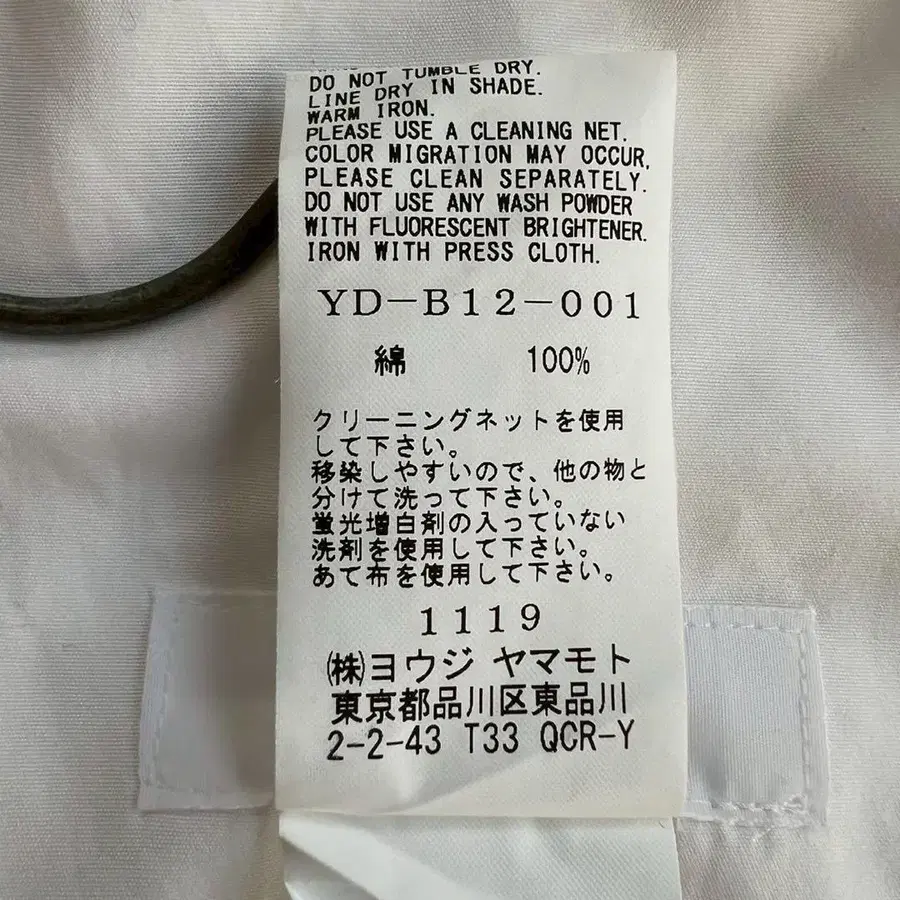 DO NOT TUMBLE DRY.
LINE DRY IN SHADE.
WARM IRON.
PLEASE USE A CLEANING NET.
COLOR MIGRATION MAY OCCUR,
PLEASE CLEAN SEPARATELY.
DO NOT USE ANY WASH POWDER
WITH FLUORESCENT BRIGHTENER.
IRON WITH PRESS CLOTH.
YD-B12-001
綿 100%
クリーニングネットを使用
して下さい。
移染しやすいので、他の物と
分けて洗って下さい。
蛍光増白剤の入っていない
洗剤を使用して下さい。
あて布を使用して下さい。
1119
㈱ヨウジ ヤマモト
東京都品川区東品川
2-2-43 T33 QCR-Y